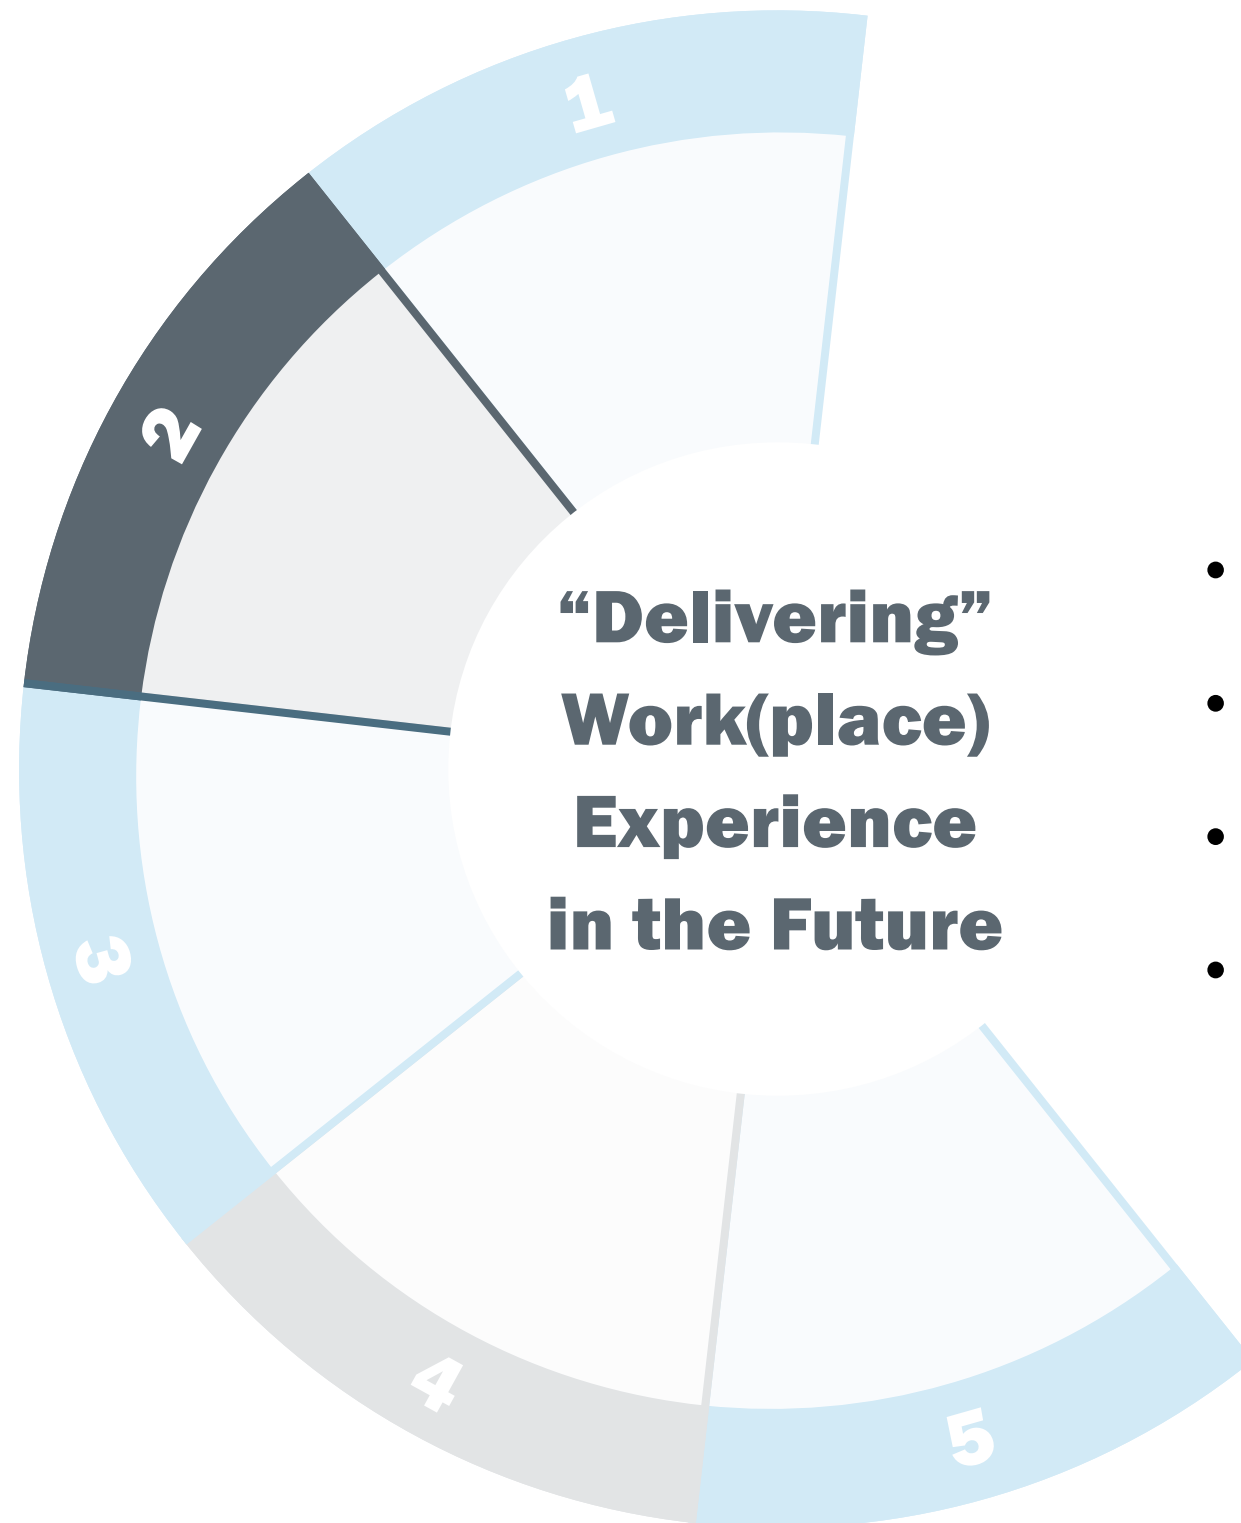 1
2
“Delivering”
Work(place)
Experience
in the Future
3
4
5